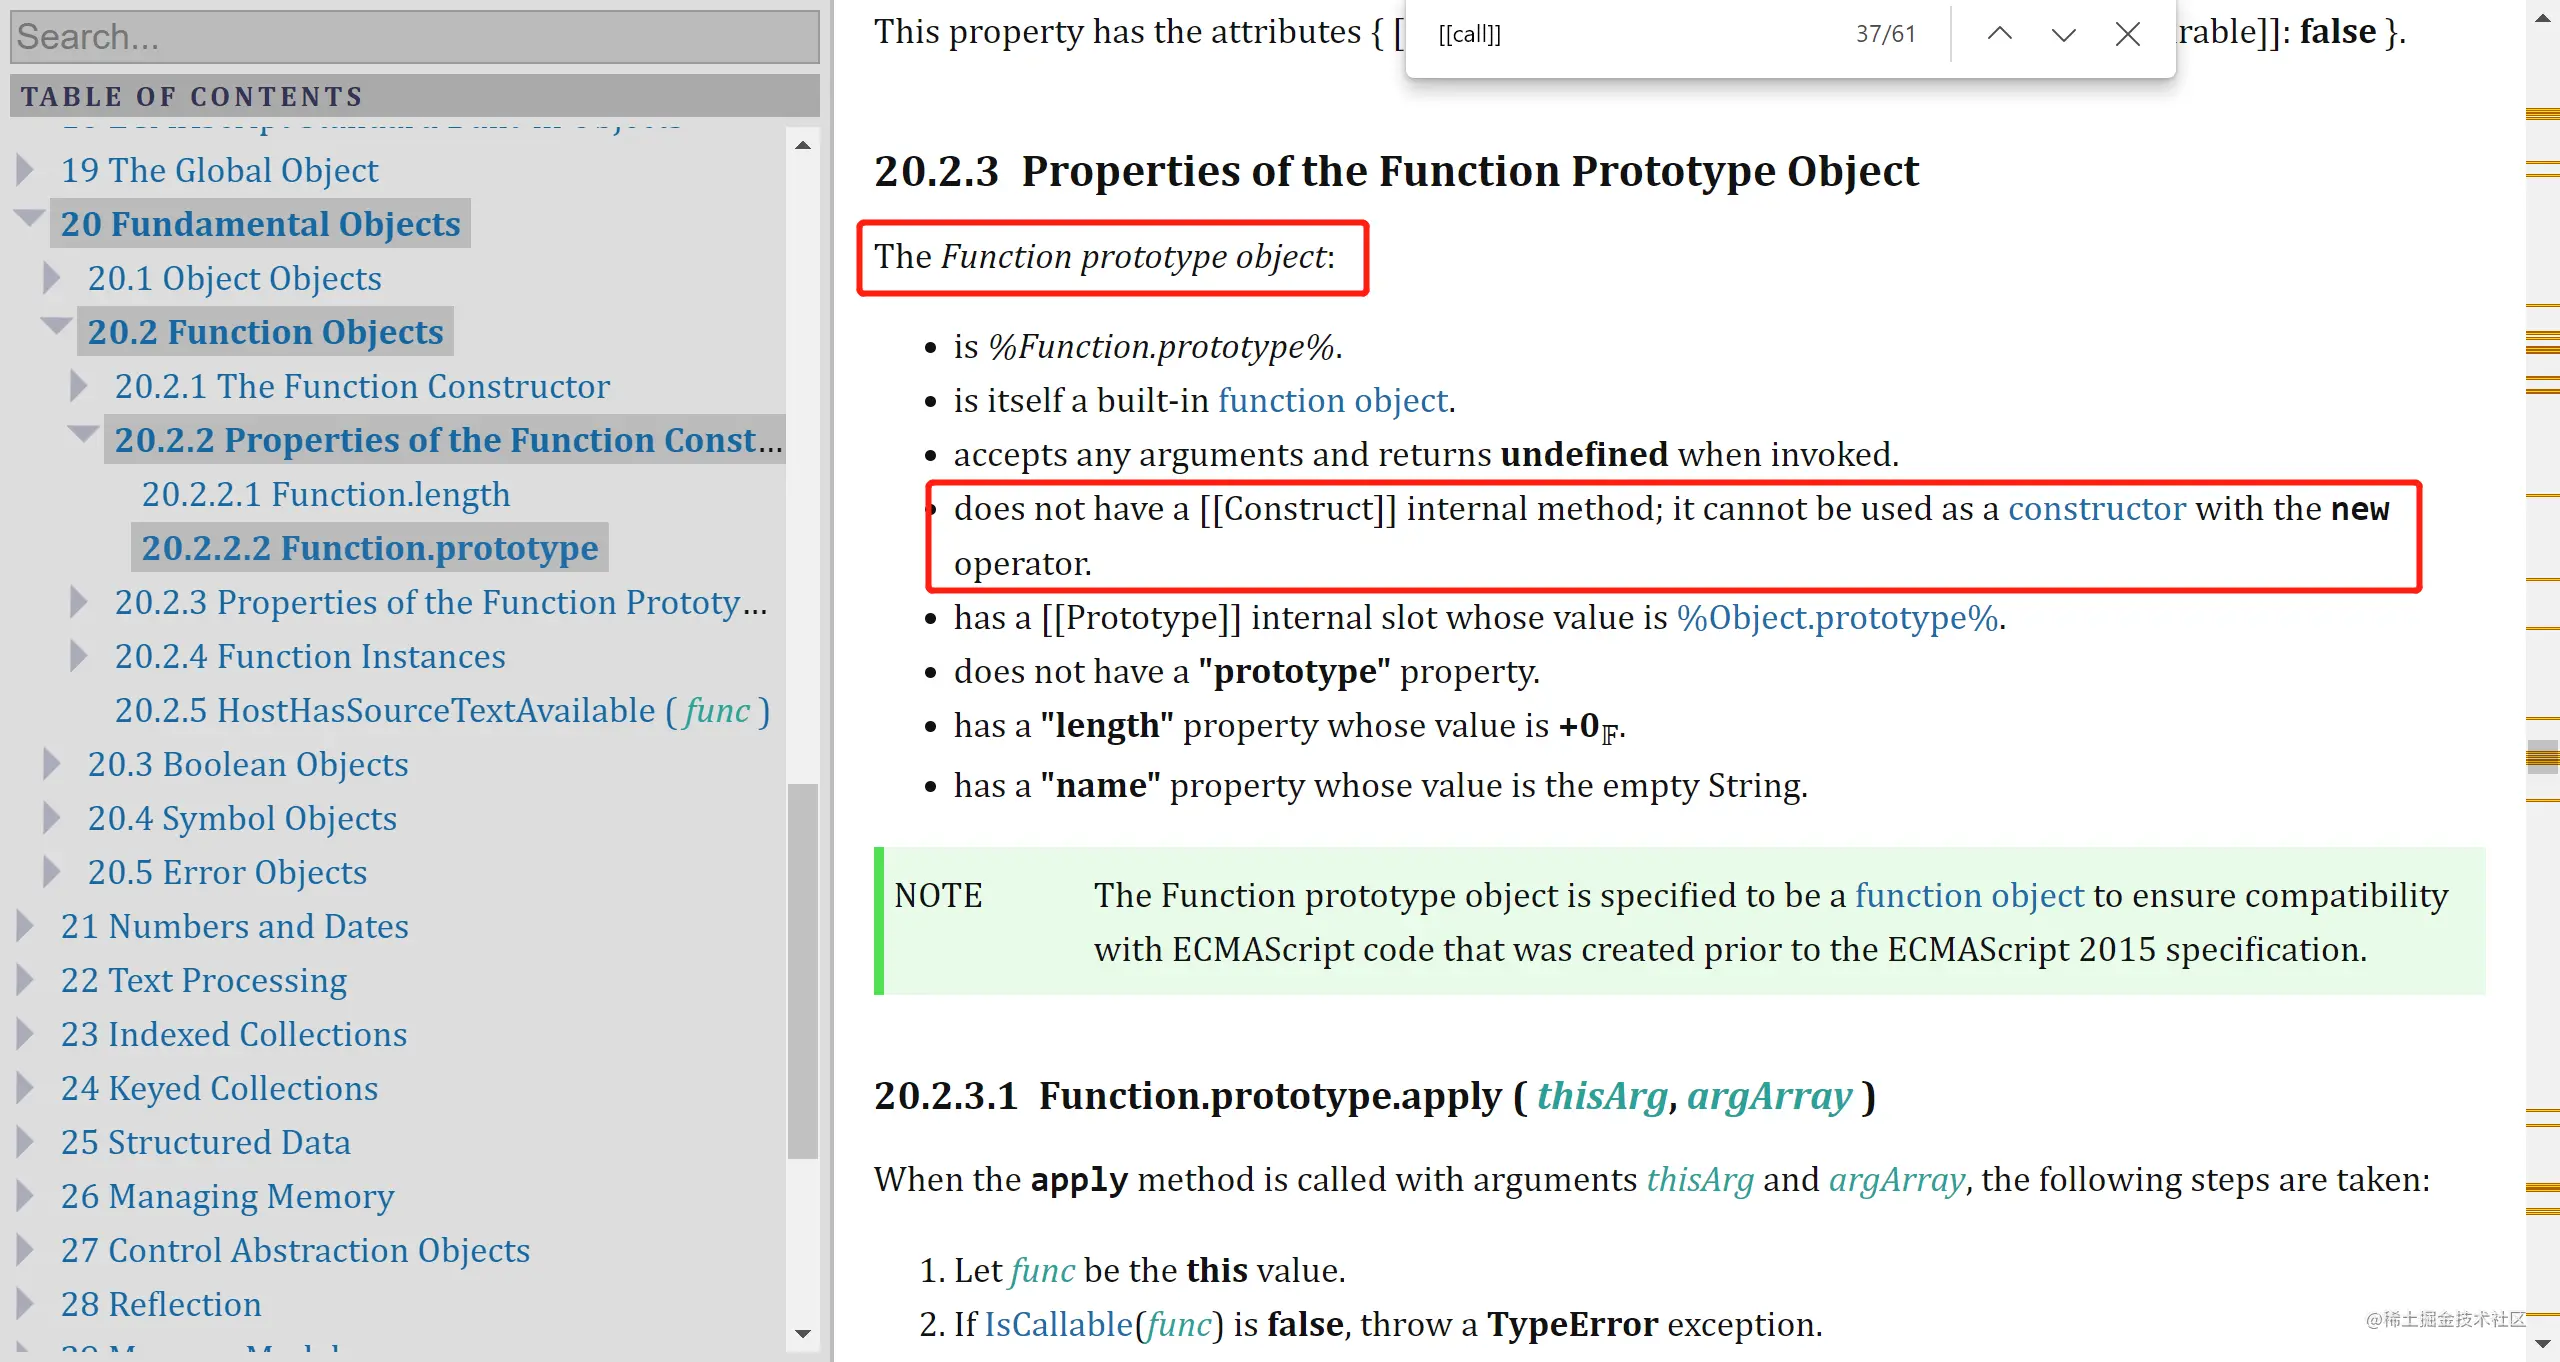 Search...
TABLE OF CONTENTS
19 The Global Object
20 Fundamental Objects
20.1 Object Objects
20.2 Function Objects
20.2.1 The Function Constructor
20.2.2 Properties of the Function Const...
20.2.2.1 Function.length
20.2.2.2 Function.prototype
20.2.3 Properties of the Function Prototy...
20.2.4 Function Instances
20.2.5 HostHasSourceTextAvailable ( func )
20.3 Boolean Objects
20.4 Symbol Objects
20.5 Error Objects
21 Numbers and Dates
22 Text Processing
23 Indexed Collections
24 Keyed Collections
25 Structured Data
26 Managing Memory
27 Control Abstraction Objects
28 Reflection
This property has the attributes { [
rable]]: false }.
[[call]]
37/61
20.2.3 Properties of the Function Prototype Object
The Function prototype object:
• is %Function.prototype%.
• is itself a built-in function object.
• accepts any arguments and returns undefined when invoked.
• does not have a [[Construct]] internal method; it cannot be used as a constructor with the new
operator.
• has a [[Prototype]] internal slot whose value is %Object.prototype%.
• does not have a "prototype" property.
• has a "length" property whose value is +0𝔽.
• has a "name" property whose value is the empty String.
NOTE The Function prototype object is specified to be a function object to ensure compatibility
with ECMAScript code that was created prior to the ECMAScript 2015 specification.
20.2.3.1 Function.prototype.apply ( thisArg, argArray )
When the apply method is called with arguments thisArg and argArray, the following steps are taken:
1. Let func be the this value.
2. If IsCallable(func) is false, throw a TypeError exception.
@稀土掘金技术社区